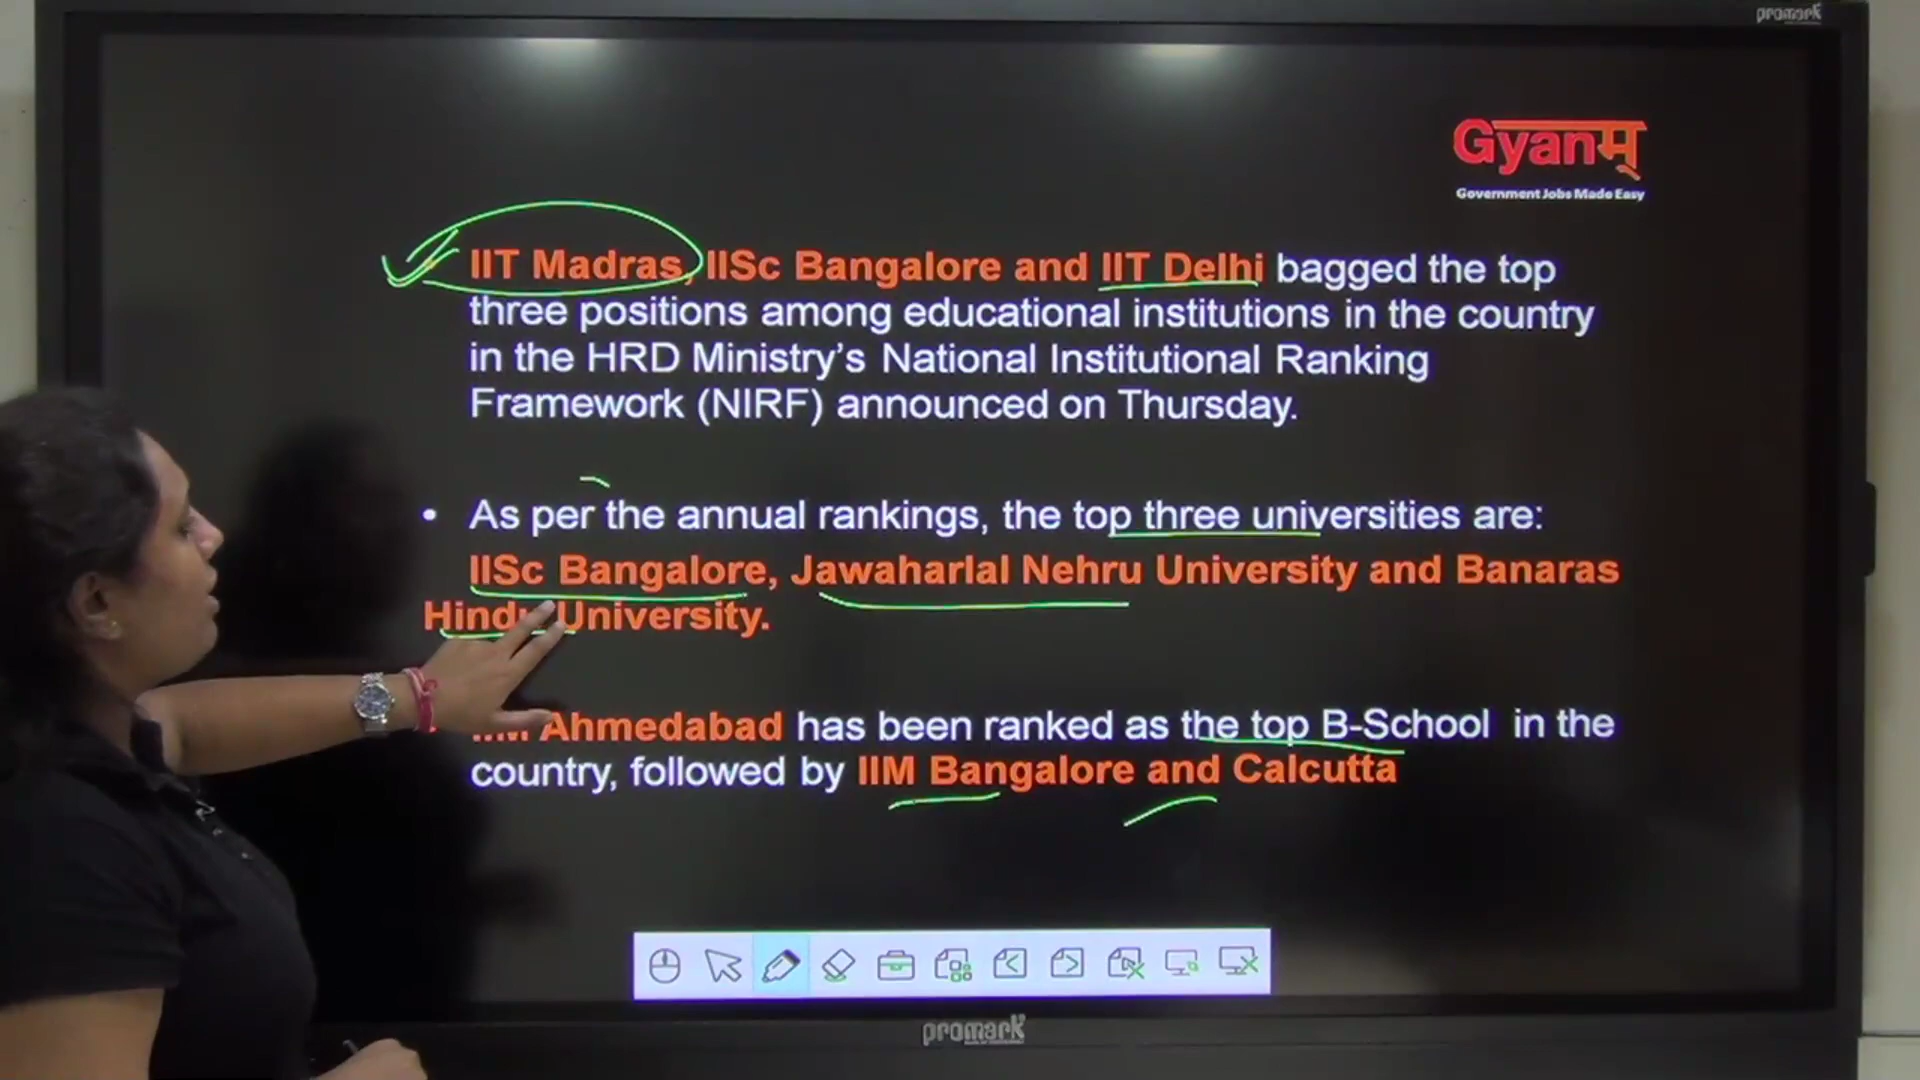 promark
Gyanम्
Government Jobs Made Easy
IIT Madras, IISc Bangalore and IIT Delhi bagged the top
three positions among educational institutions in the country
in the HRD Ministry's National Institutional Ranking
Framework (NIRF) announced on Thursday.
• As per the annual rankings, the top three universities are:
IISc Bangalore, Jawaharlal Nehru University and Banaras
Hindu University.
IIM Ahmedabad has been ranked as the top B-School in the
country, followed by IIM Bangalore and Calcutta
promark